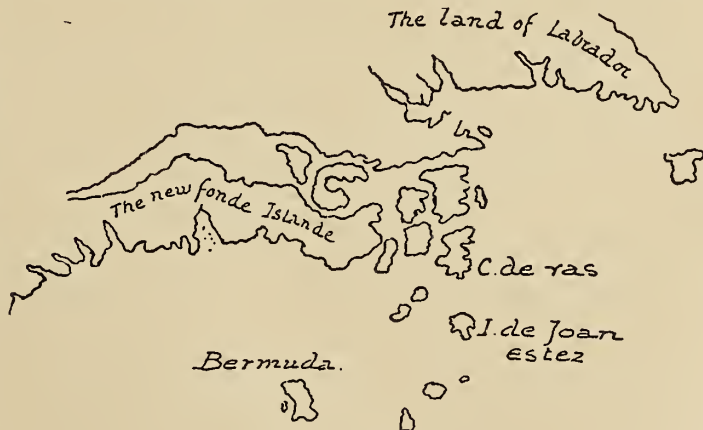 The land of Labrador
The new fonde Islande
C. de ras
I. de Joan
estez
Bermuda.